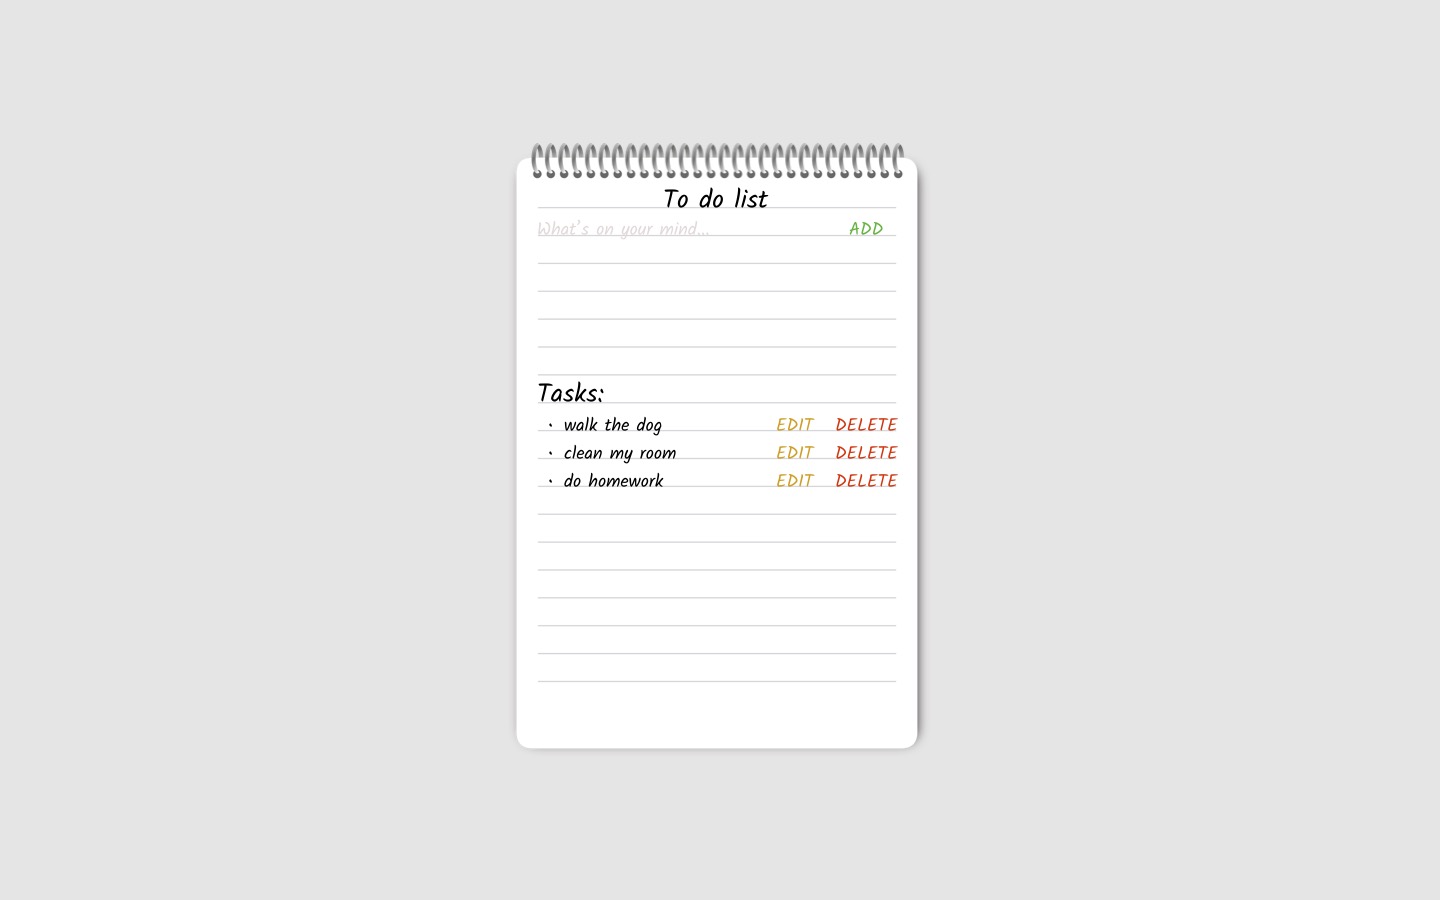 To do list
What's on your mind... ADD
Tasks:
· walk the dog EDIT DELETE
· clean my room EDIT DELETE
· do homework EDIT DELETE